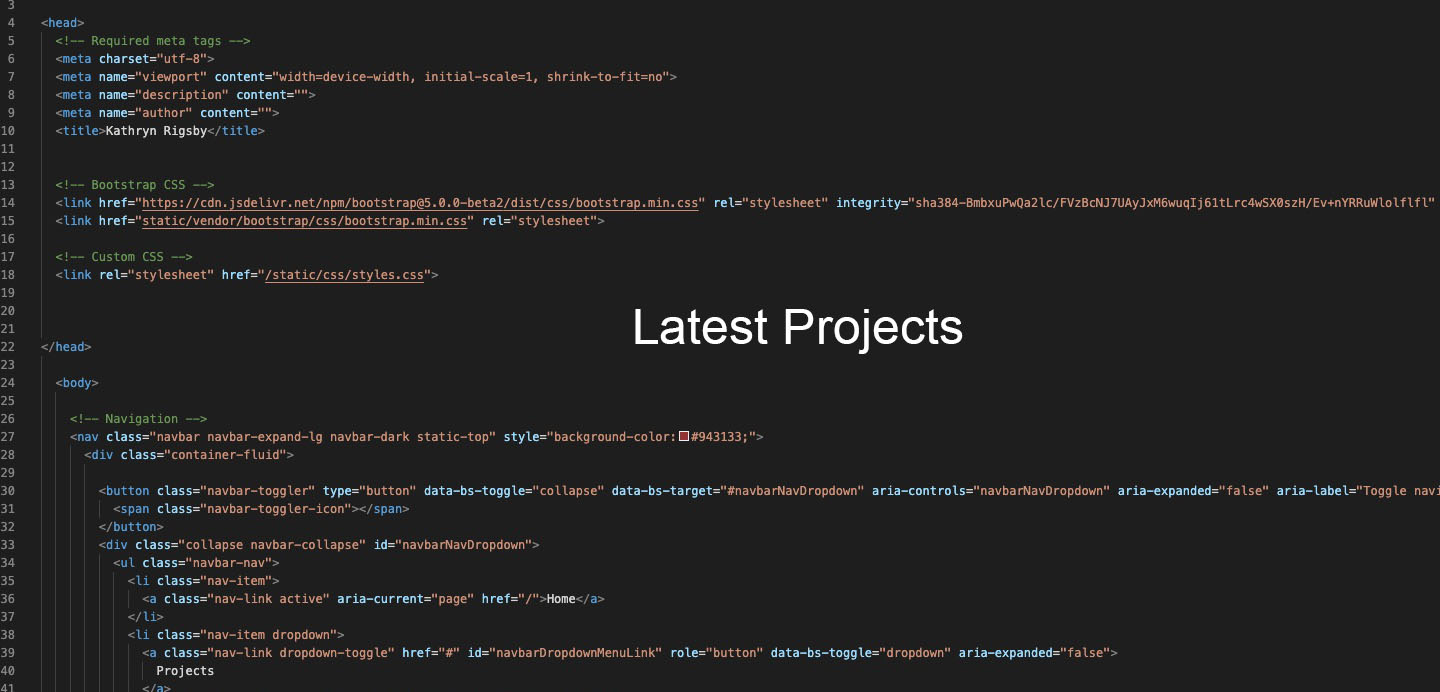 3
4 <head>
5 <!-- Required meta tags -->
6 <meta charset="utf-8">
7 <meta name="viewport" content="width=device-width, initial-scale=1, shrink-to-fit=no">
8 <meta name="description" content="">
9 <meta name="author" content="">
10 <title>Kathryn Rigsby</title>
11
12
13 <!-- Bootstrap CSS -->
14 <link href="https://cdn.jsdelivr.net/npm/bootstrap@5.0.0-beta2/dist/css/bootstrap.min.css" rel="stylesheet" integrity="sha384-BmbxuPwQa2lc/FVzBcNJ7UAyJxM6wuqIj61tLrc4wSX0szH/Ev+nYRRuWlolflfl"
15 <link href="static/vendor/bootstrap/css/bootstrap.min.css" rel="stylesheet">
16
17 <!-- Custom CSS -->
18 <link rel="stylesheet" href="/static/css/styles.css">
19
20
Latest Projects
21
22 </head>
23
24 <body>
25
26 <!-- Navigation -->
27 <nav class="navbar navbar-expand-lg navbar-dark static-top" style="background-color:#943133;">
28 <div class="container-fluid">
29
30 <button class="navbar-toggler" type="button" data-bs-toggle="collapse" data-bs-target="#navbarNavDropdown" aria-controls="navbarNavDropdown" aria-expanded="false" aria-label="Toggle navi
31 <span class="navbar-toggler-icon"></span>
32 </button>
33 <div class="collapse navbar-collapse" id="navbarNavDropdown">
34 <ul class="navbar-nav">
35 <li class="nav-item">
36 <a class="nav-link active" aria-current="page" href="/">Home</a>
37 </li>
38 <li class="nav-item dropdown">
39 <a class="nav-link dropdown-toggle" href="#" id="navbarDropdownMenuLink" role="button" data-bs-toggle="dropdown" aria-expanded="false">
40 Projects
41 </a>